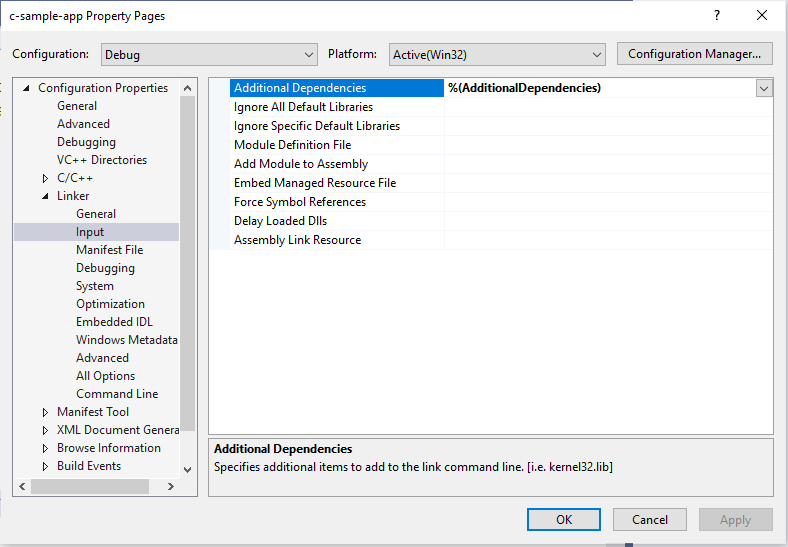 c-sample-app Property Pages
? 
Configuration: Debug Platform: Active(Win32) Configuration Manager...
Configuration Properties
General
Advanced
Debugging
VC++ Directories
C/C++
Linker
General
Input
Manifest File
Debugging
System
Optimization
Embedded IDL
Windows Metadata
Advanced
All Options
Command Line
Manifest Tool
XML Document Genera
Browse Information
Build Events
Additional Dependencies %(AdditionalDependencies)
Ignore All Default Libraries
Ignore Specific Default Libraries
Module Definition File
Add Module to Assembly
Embed Managed Resource File
Force Symbol References
Delay Loaded Dlls
Assembly Link Resource
Additional Dependencies
Specifies additional items to add to the link command line. [i.e. kernel32.lib]
OK Cancel Apply